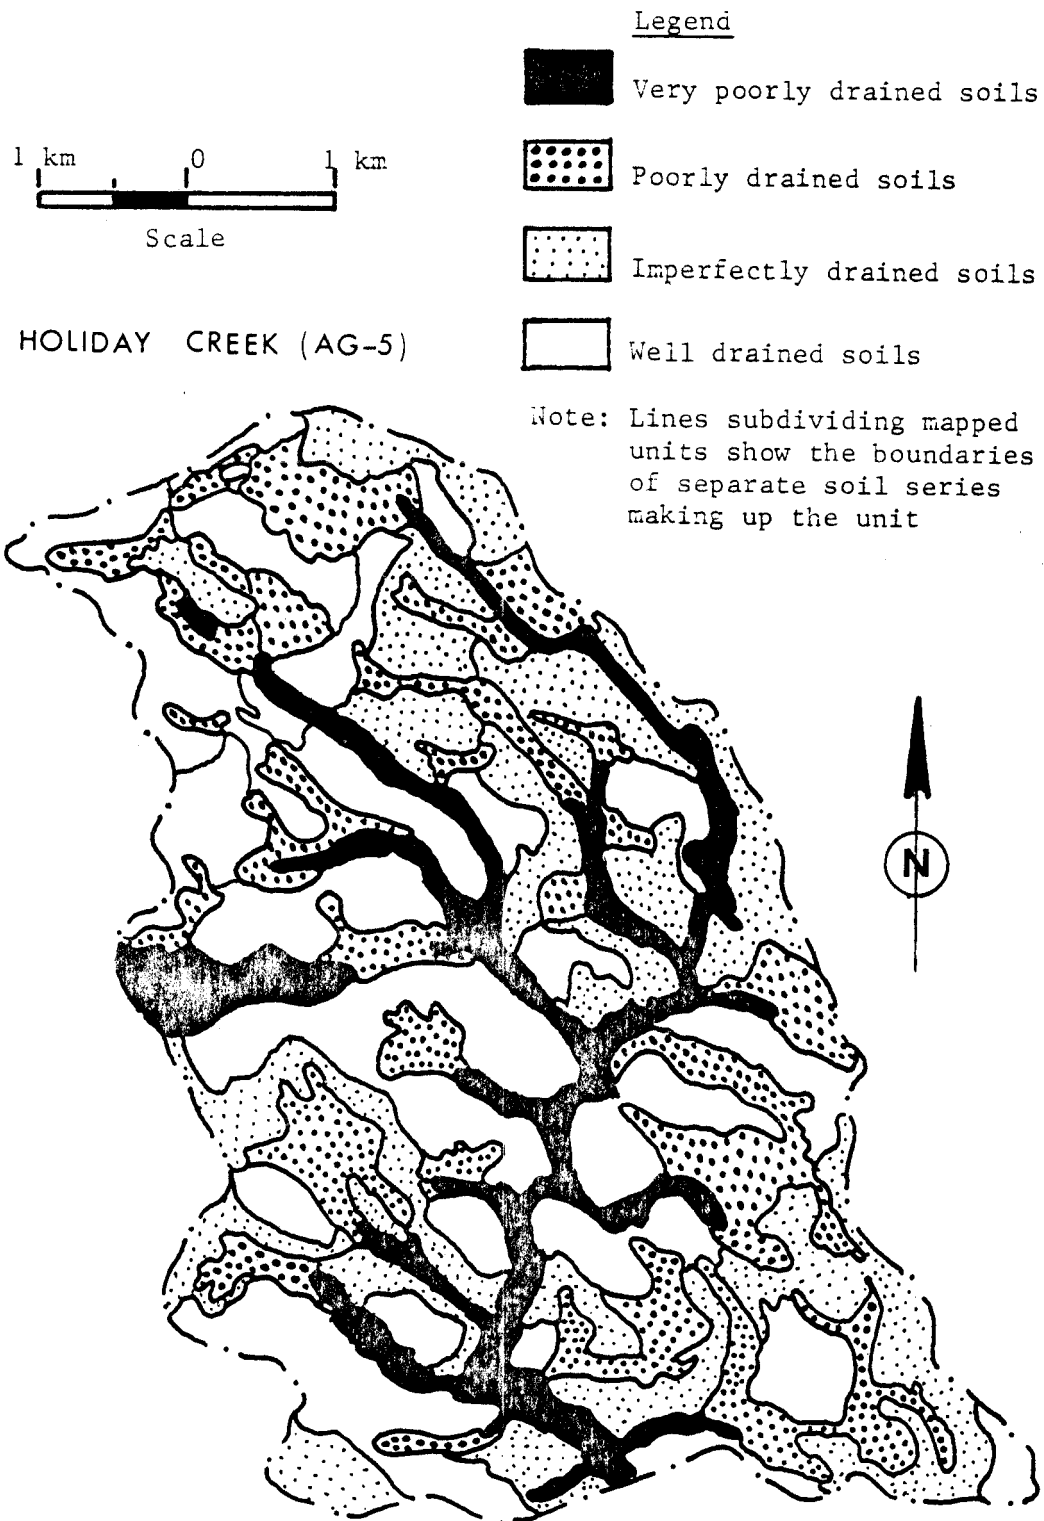 Legend
Very poorly drained soils
Poorly drained soils
Imperfectly drained soils
Well drained soils
1 km 0 1 km
Scale
HOLIDAY CREEK (AG-5)
Note: Lines subdividing mapped
units show the boundaries
of separate soil series
making up the unit
N